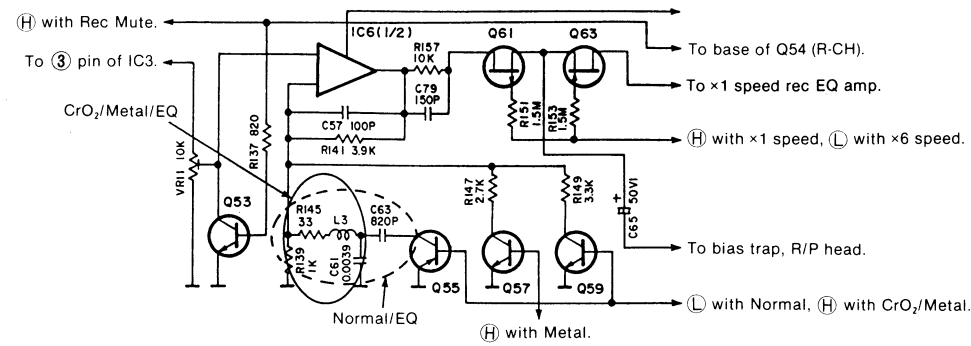 Ⓗ with Rec Mute.
IC6(1/2)
R157
10K
Q61
Q63
To base of Q54 (R-CH).
To ③ pin of IC3.
C79
150P
To ×1 speed rec EQ amp.
CrO₂/Metal/EQ
R137 820
C57 100P
R141 3.9K
R151
1.5M
R153
1.5M
Ⓗ with ×1 speed, Ⓛ with ×6 speed.
VR11 10K
Q53
R147
2.7K
R149
3.3K
+
C65 50V1
R145
33
L3
C63
820P
To bias trap, R/P head.
R139
1K
C61
0.0039
Q55
Q57
Q59
Normal/EQ
Ⓗ with Metal.
Ⓛ with Normal, Ⓗ with CrO₂/Metal.